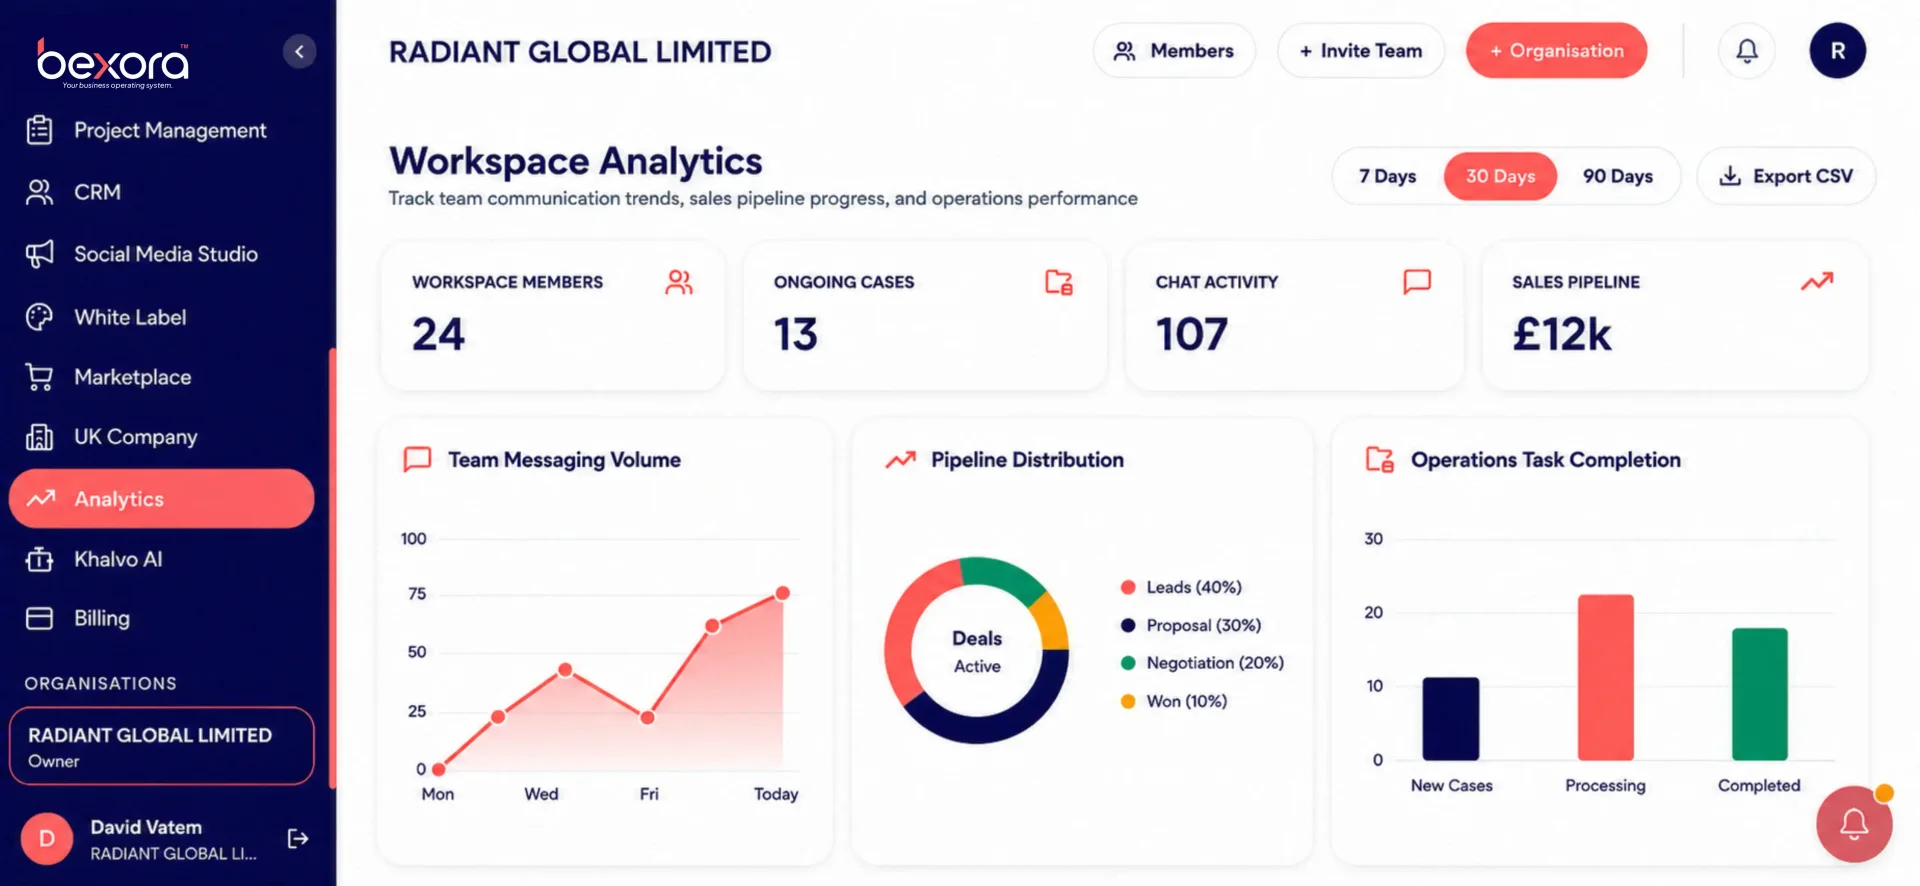 bexora™
Your business operating system.
Project Management
CRM
Social Media Studio
White Label
Marketplace
UK Company
Analytics
Khalvo AI
Billing
ORGANISATIONS
RADIANT GLOBAL LIMITED
Owner
D
David Vatem
RADIANT GLOBAL LI...
RADIANT GLOBAL LIMITED
Members
+ Invite Team
+ Organisation
R
Workspace Analytics
Track team communication trends, sales pipeline progress, and operations performance
7 Days
30 Days
90 Days
Export CSV
WORKSPACE MEMBERS
24
ONGOING CASES
13
CHAT ACTIVITY
107
SALES PIPELINE
£12k
Team Messaging Volume
100
75
50
25
0
Mon
Wed
Fri
Today
Pipeline Distribution
Deals
Active
Leads (40%)
Proposal (30%)
Negotiation (20%)
Won (10%)
Operations Task Completion
30
20
10
0
New Cases
Processing
Completed